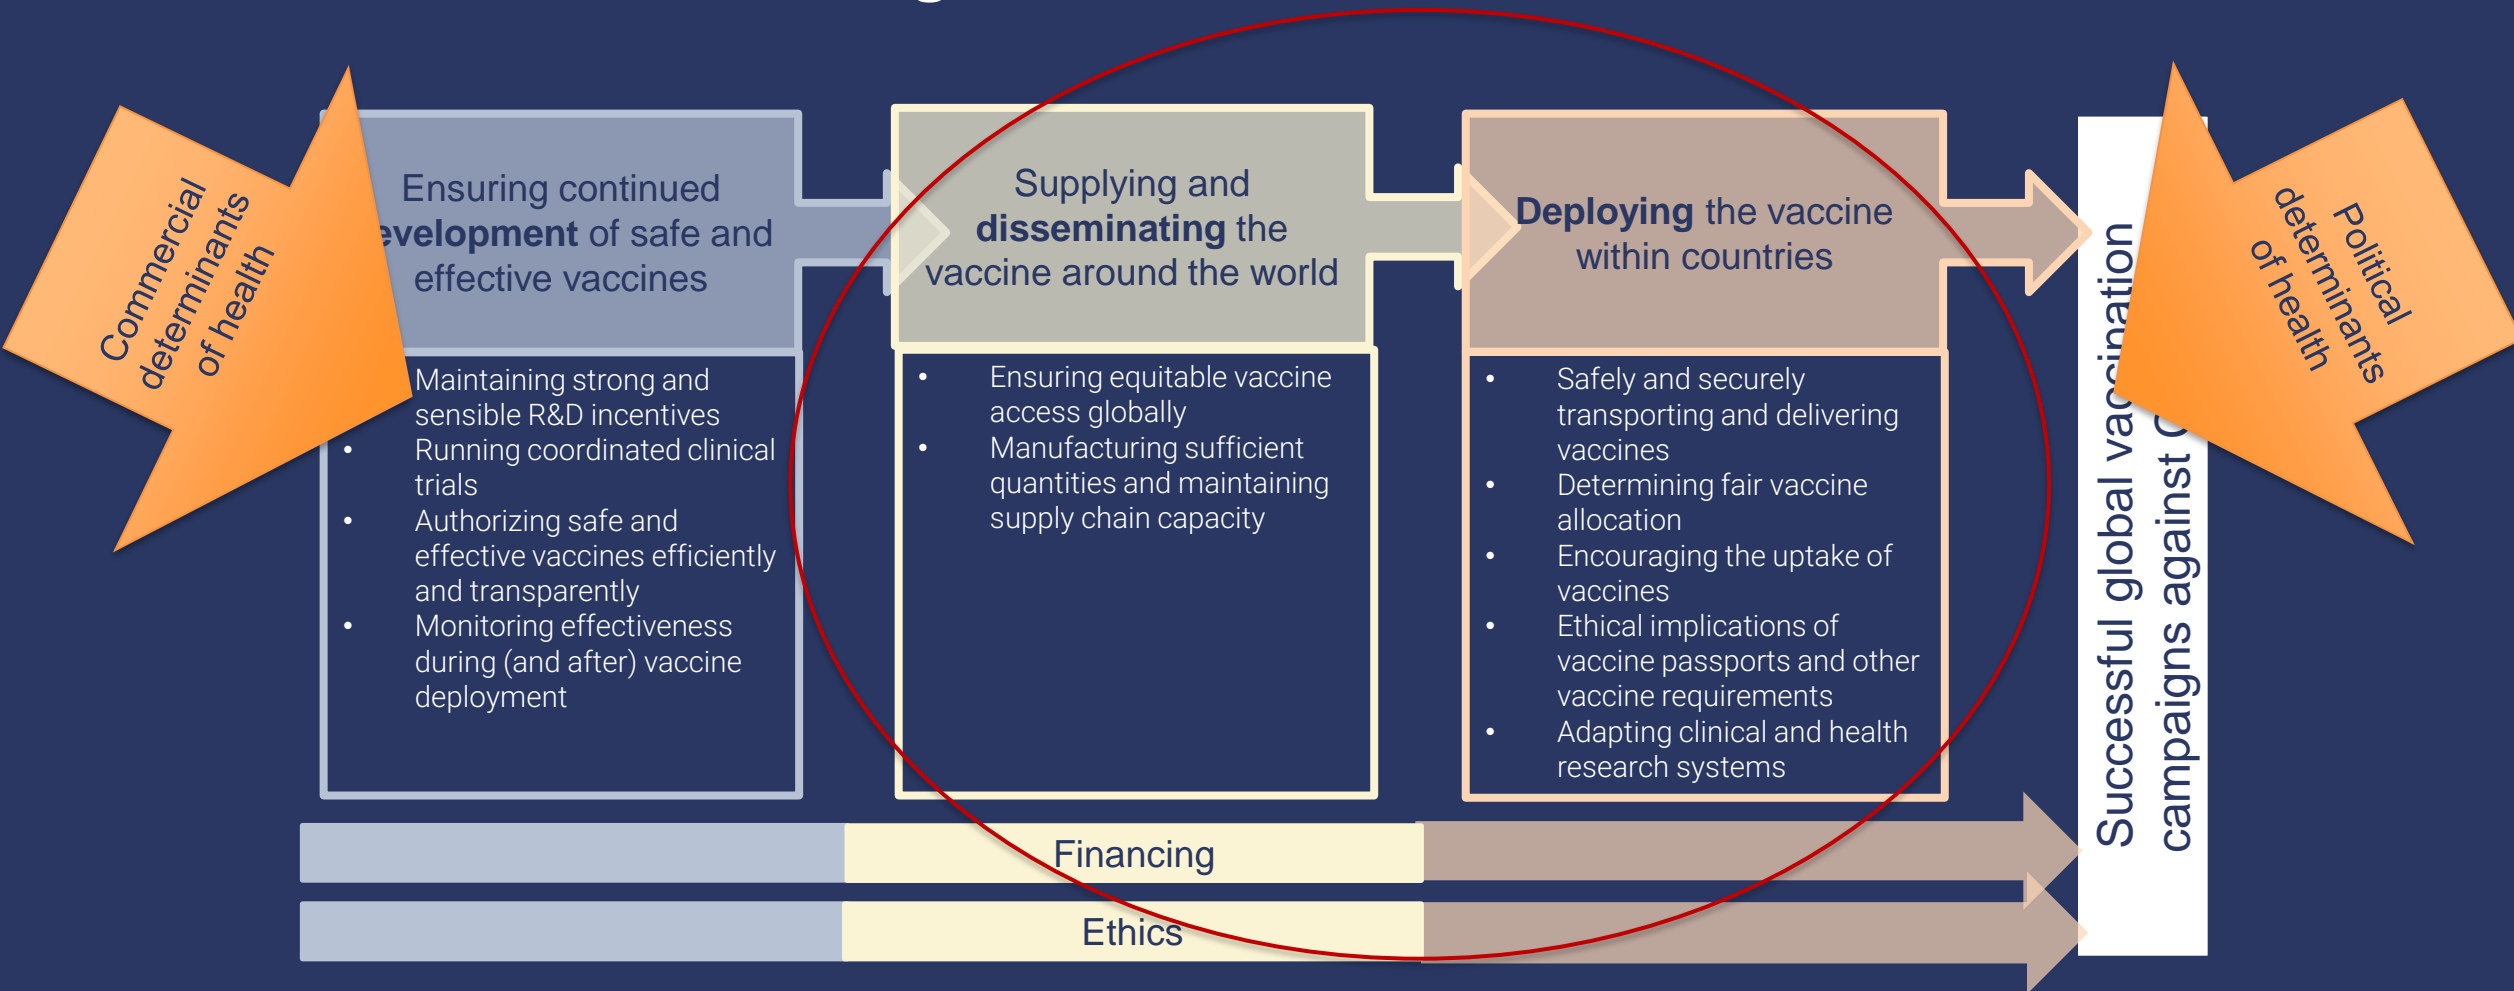 Commercial
determinants
of health
Ensuring continued
evelopment of safe and
effective vaccines
• Maintaining strong and
sensible R&D incentives
• Running coordinated clinical
trials
• Authorizing safe and
effective vaccines efficiently
and transparently
• Monitoring effectiveness
during (and after) vaccine
deployment
Supplying and
disseminating the
vaccine around the world
• Ensuring equitable vaccine
access globally
• Manufacturing sufficient
quantities and maintaining
supply chain capacity
Deploying the vaccine
within countries
• Safely and securely
transporting and delivering
vaccines
• Determining fair vaccine
allocation
• Encouraging the uptake of
vaccines
• Ethical implications of
vaccine passports and other
vaccine requirements
• Adapting clinical and health
research systems
Successful global vaccination
campaigns against
Political
determinants
of health
Financing
Ethics